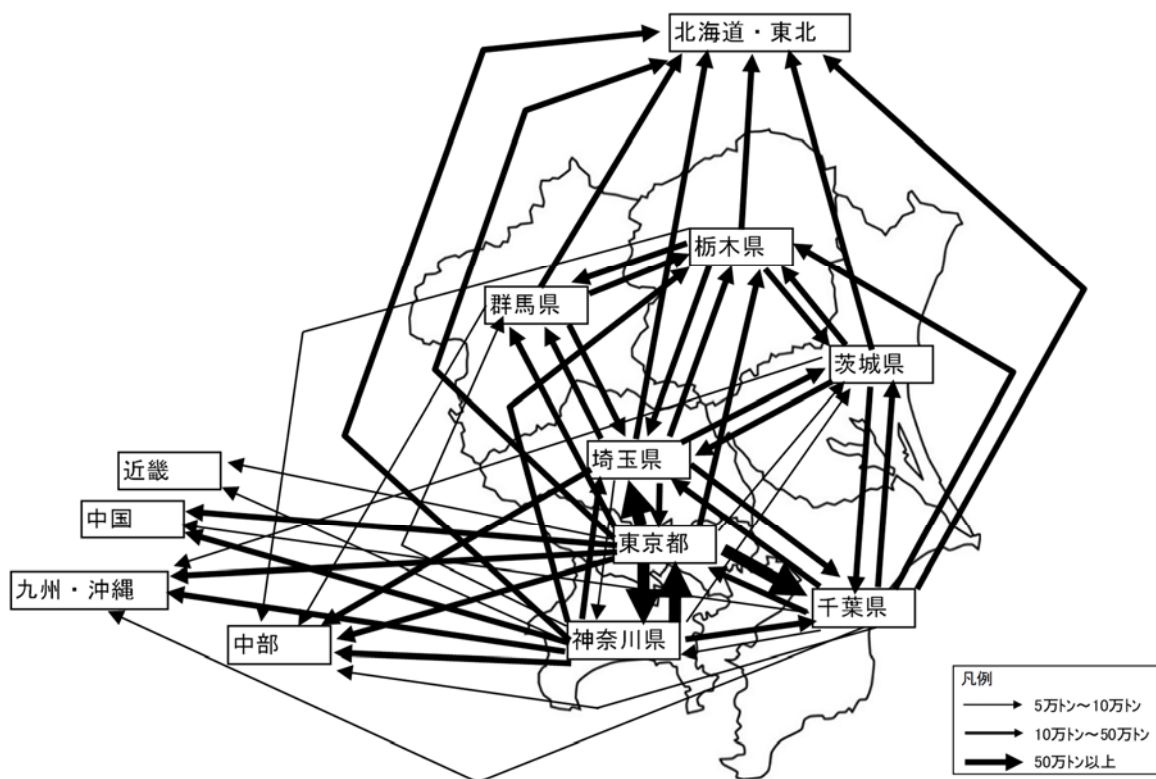 北海道・東北
栃木県
群馬県
茨城県
埼玉県
近畿
中国
東京都
九州・沖縄
千葉県
中部
神奈川県
凡例
5万トン～10万トン
10万トン～50万トン
50万トン以上